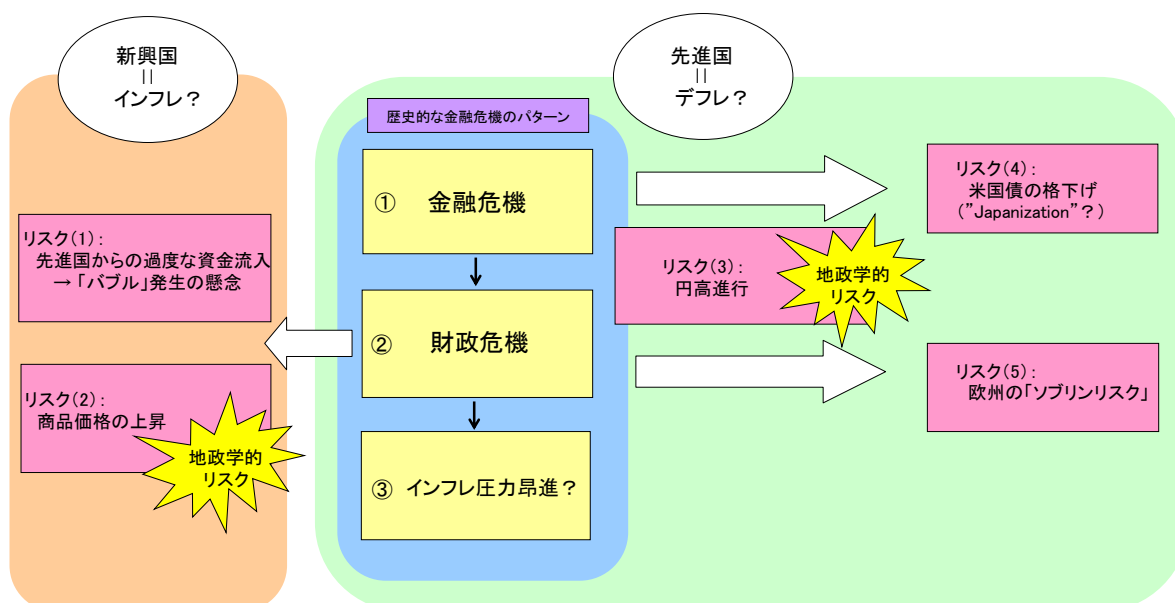 新興国
||
インフレ?
先進国
||
デフレ?
歴史的な金融危機のパターン
① 金融危機
② 財政危機
③ インフレ圧力昂進?
リスク(1):
先進国からの過度な資金流入
→ 「バブル」発生の懸念
リスク(2):
商品価格の上昇
地政学的
リスク
リスク(3):
円高進行
地政学的
リスク
リスク(4):
米国債の格下げ
("Japanization"?)
リスク(5):
欧州の「ソブリンリスク」